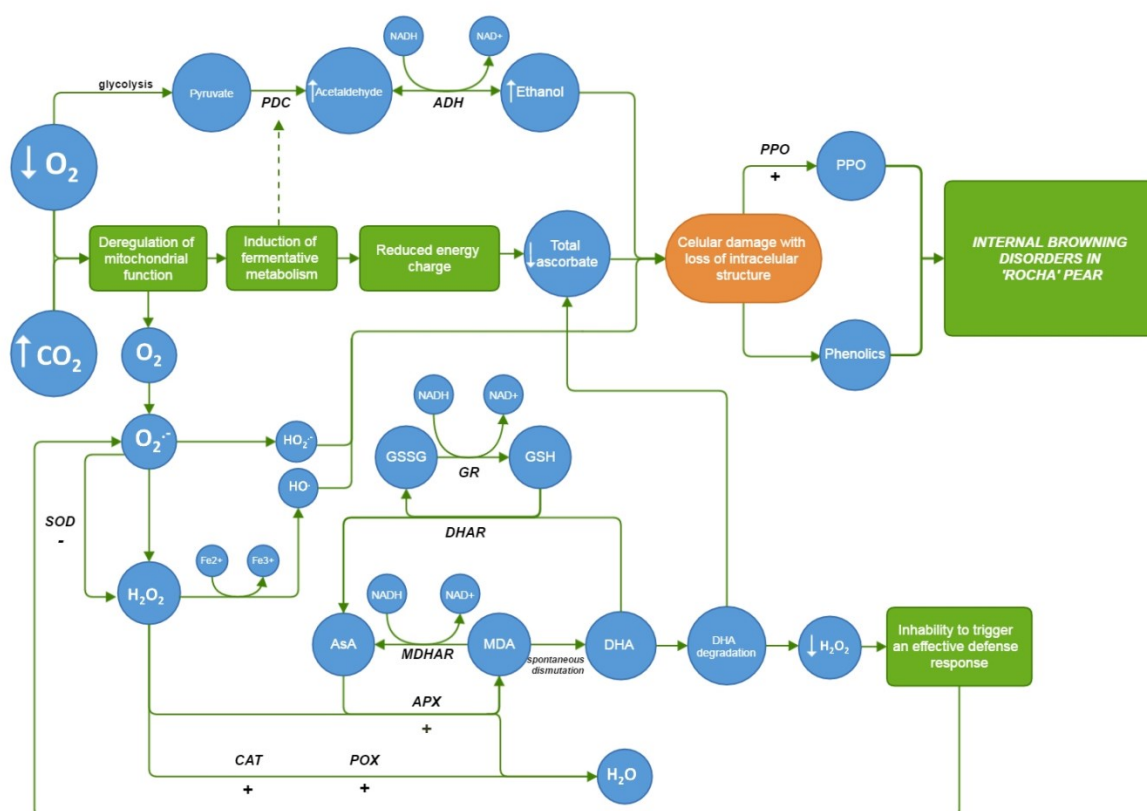 NADH
NAD+
glycolysis
Pyruvate
PDC
↑Acetaldehyde
ADH
↑Ethanol
↓ O₂
PPO
+
PPO
Deregulation of
mitochondrial
function
Induction of
fermentative
metabolism
Reduced energy
charge
↓ Total
ascorbate
Celular damage with
loss of intracelular
structure
INTERNAL BROWNING
DISORDERS IN
'ROCHA' PEAR
↑ CO₂
O₂
Phenolics
NADH
NAD+
O₂·-
HO₂·-
GSSG
GR
GSH
HO·
SOD
-
DHAR
Fe2+
Fe3+
H₂O₂
NADH
NAD+
AsA
MDHAR
MDA
spontaneous
dismutation
DHA
DHA
degradation
↓ H₂O₂
Inhability to trigger
an effective defense
response
APX
+
CAT
+
POX
+
H₂O